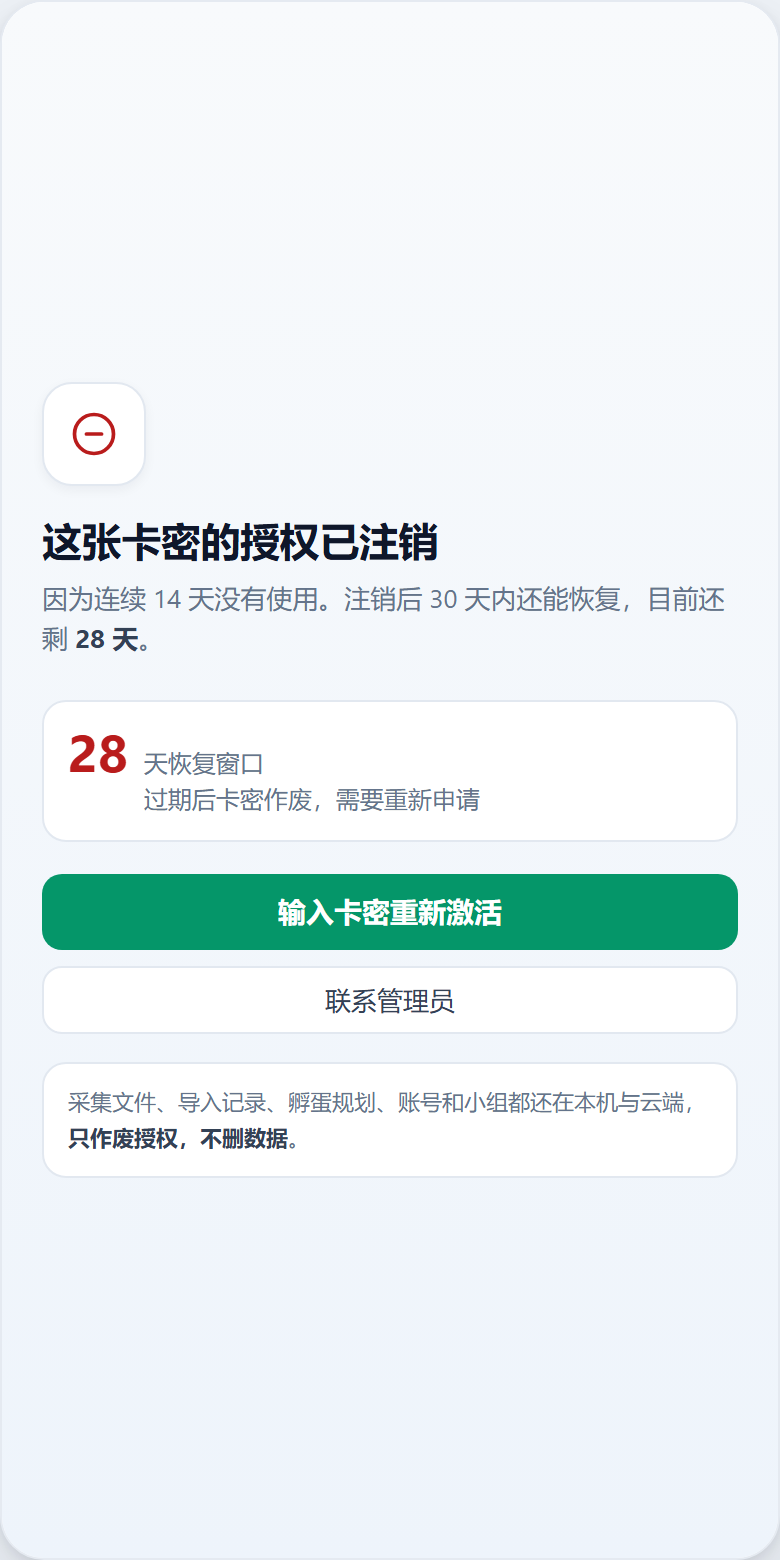 这张卡密的授权已注销
因为连续 14 天没有使用。注销后 30 天内还能恢复，目前还
剩 28 天。
28 天恢复窗口
过期后卡密作废，需要重新申请
输入卡密重新激活
联系管理员
采集文件、导入记录、孵蛋规划、账号和小组都还在本机与云端，
只作废授权，不删数据。